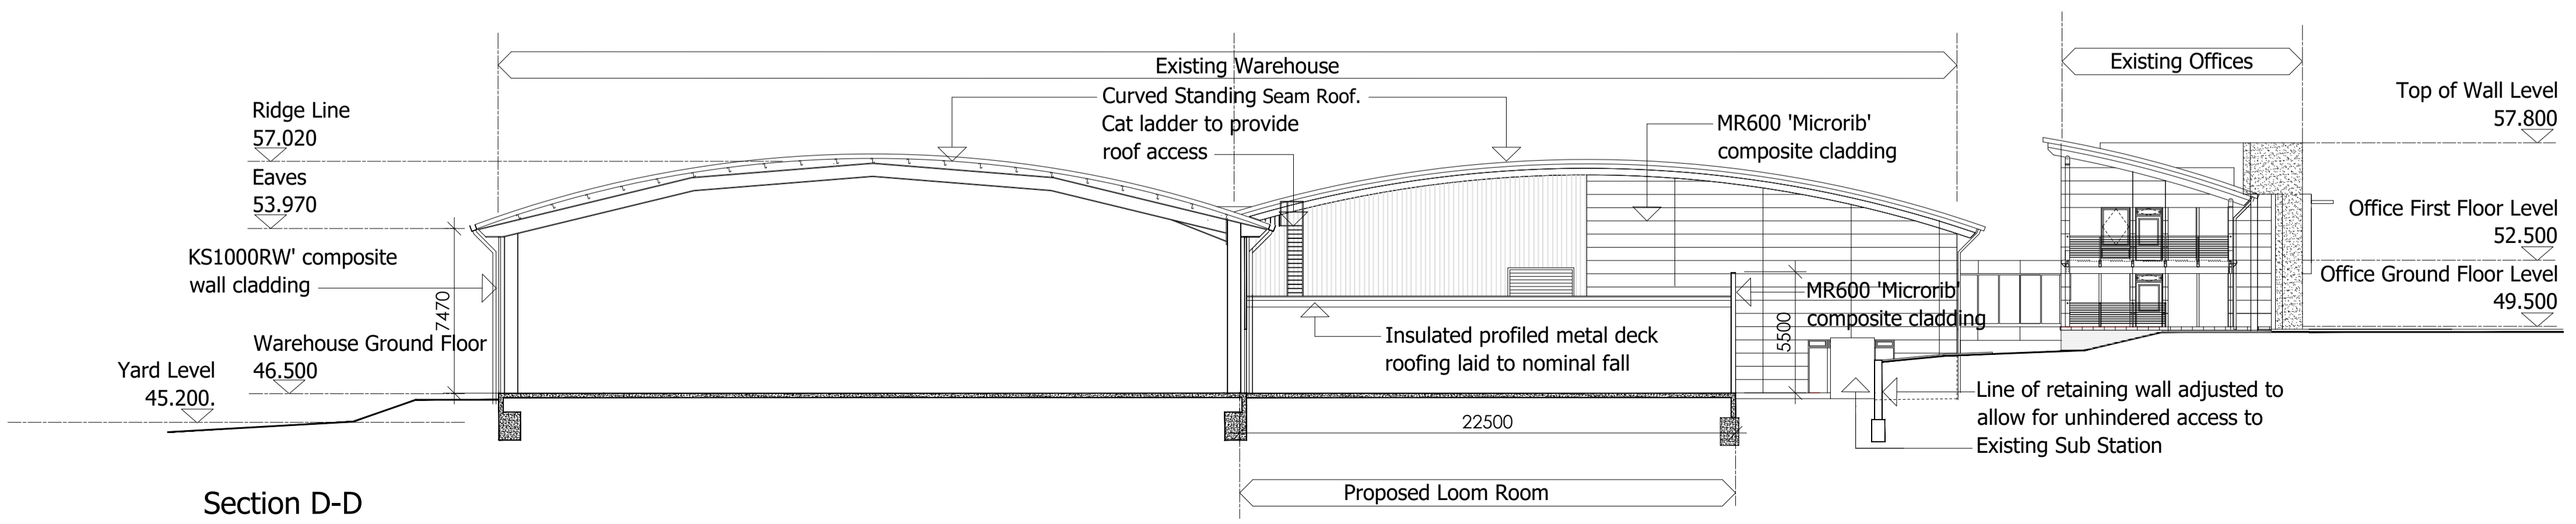 Existing Warehouse
Existing Offices
Ridge Line
57.020
Eaves
53.970
KS1000RW' composite
wall cladding
7470
Warehouse Ground Floor
46.500
Yard Level
45.200.
Curved Standing Seam Roof.
Cat ladder to provide
roof access
MR600 'Microrib'
composite cladding
MR600 'Microrib'
composite cladding
5500
Insulated profiled metal deck
roofing laid to nominal fall
22500
Proposed Loom Room
Top of Wall Level
57.800
Office First Floor Level
52.500
Office Ground Floor Level
49.500
Line of retaining wall adjusted to
allow for unhindered access to
Existing Sub Station
Section D-D